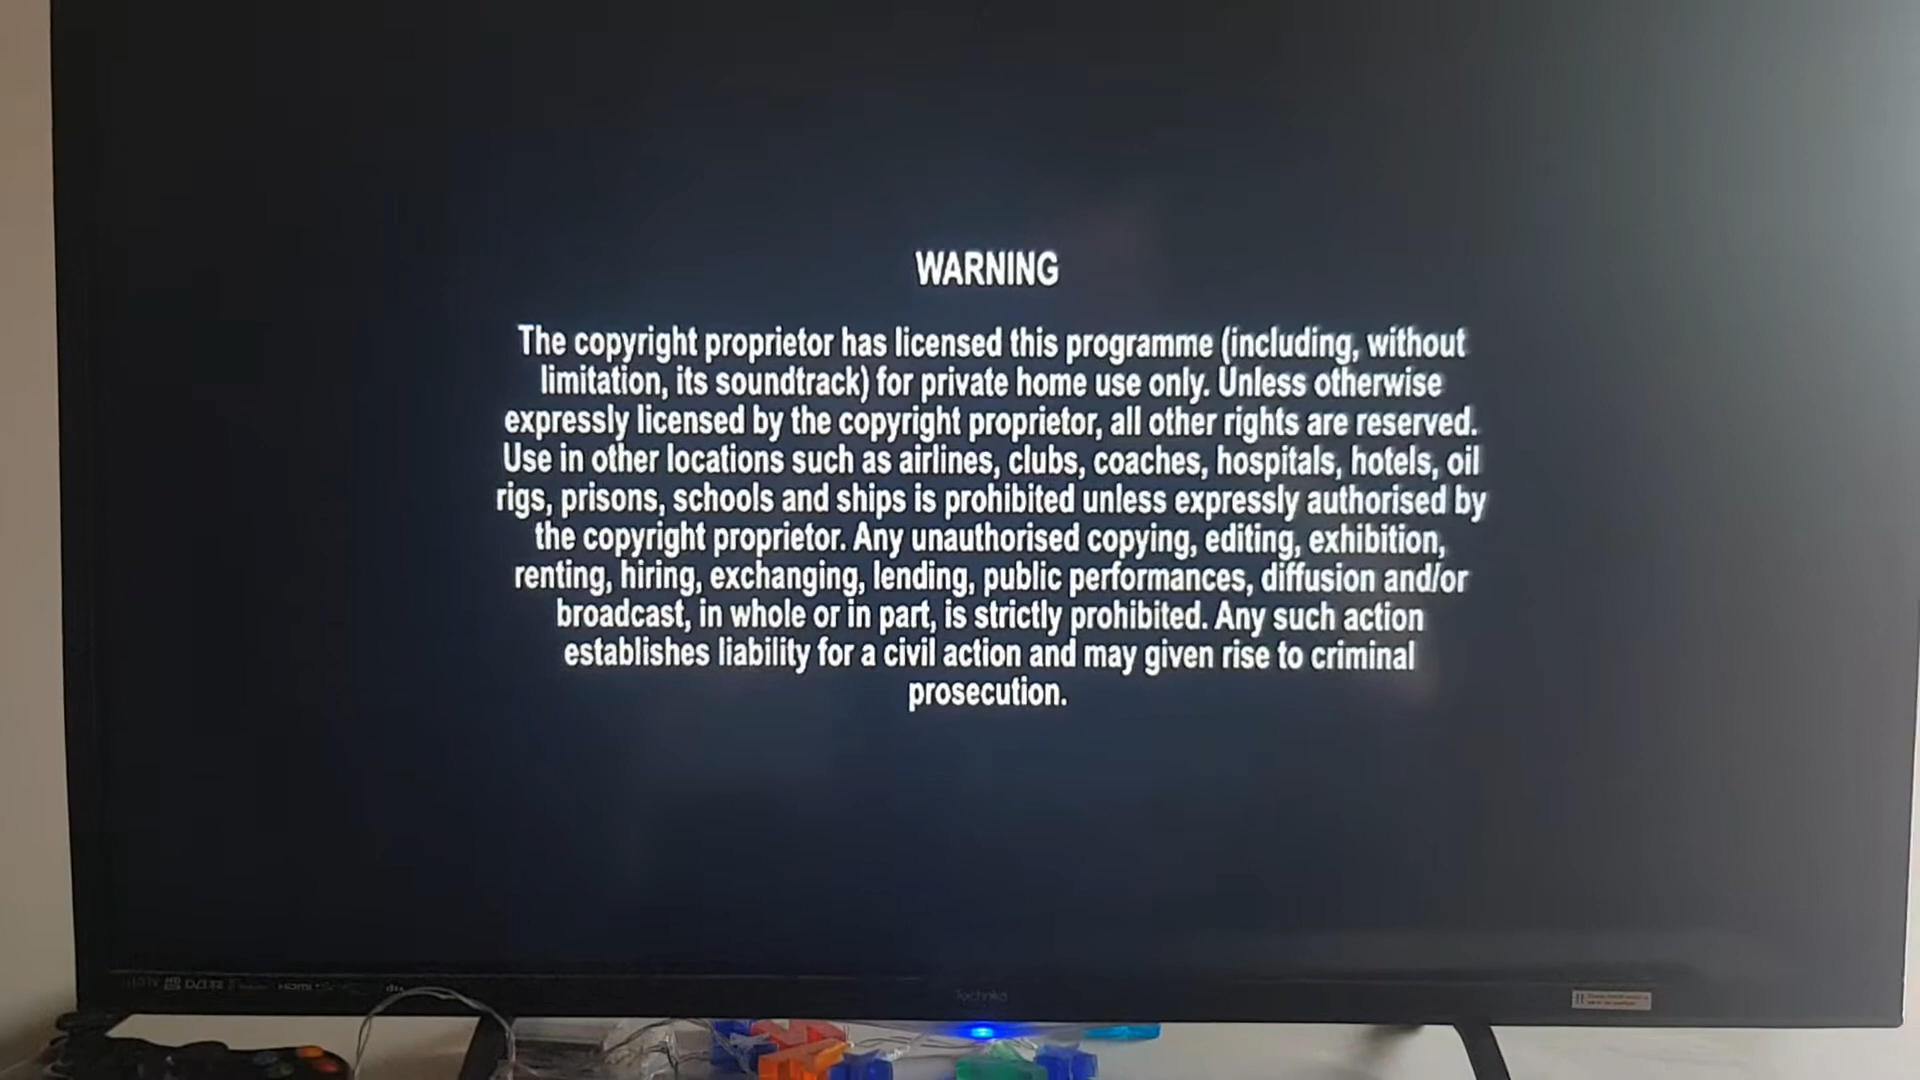 WARNING
The copyright proprietor has licensed this programme (including, without
limitation, its soundtrack) for private home use only. Unless otherwise
expressly licensed by the copyright proprietor, all other rights are reserved.
Use in other locations such as airlines, clubs, coaches, hospitals, hotels, oil
rigs, prisons, schools and ships is prohibited unless expressly authorised by
the copyright proprietor. Any unauthorised copying, editing, exhibition,
renting, hiring, exchanging, lending, public performances, diffusion and/or
broadcast, in whole or in part, is strictly prohibited. Any such action
establishes liability for a civil action and may given rise to criminal
prosecution.
HDMI
Technika